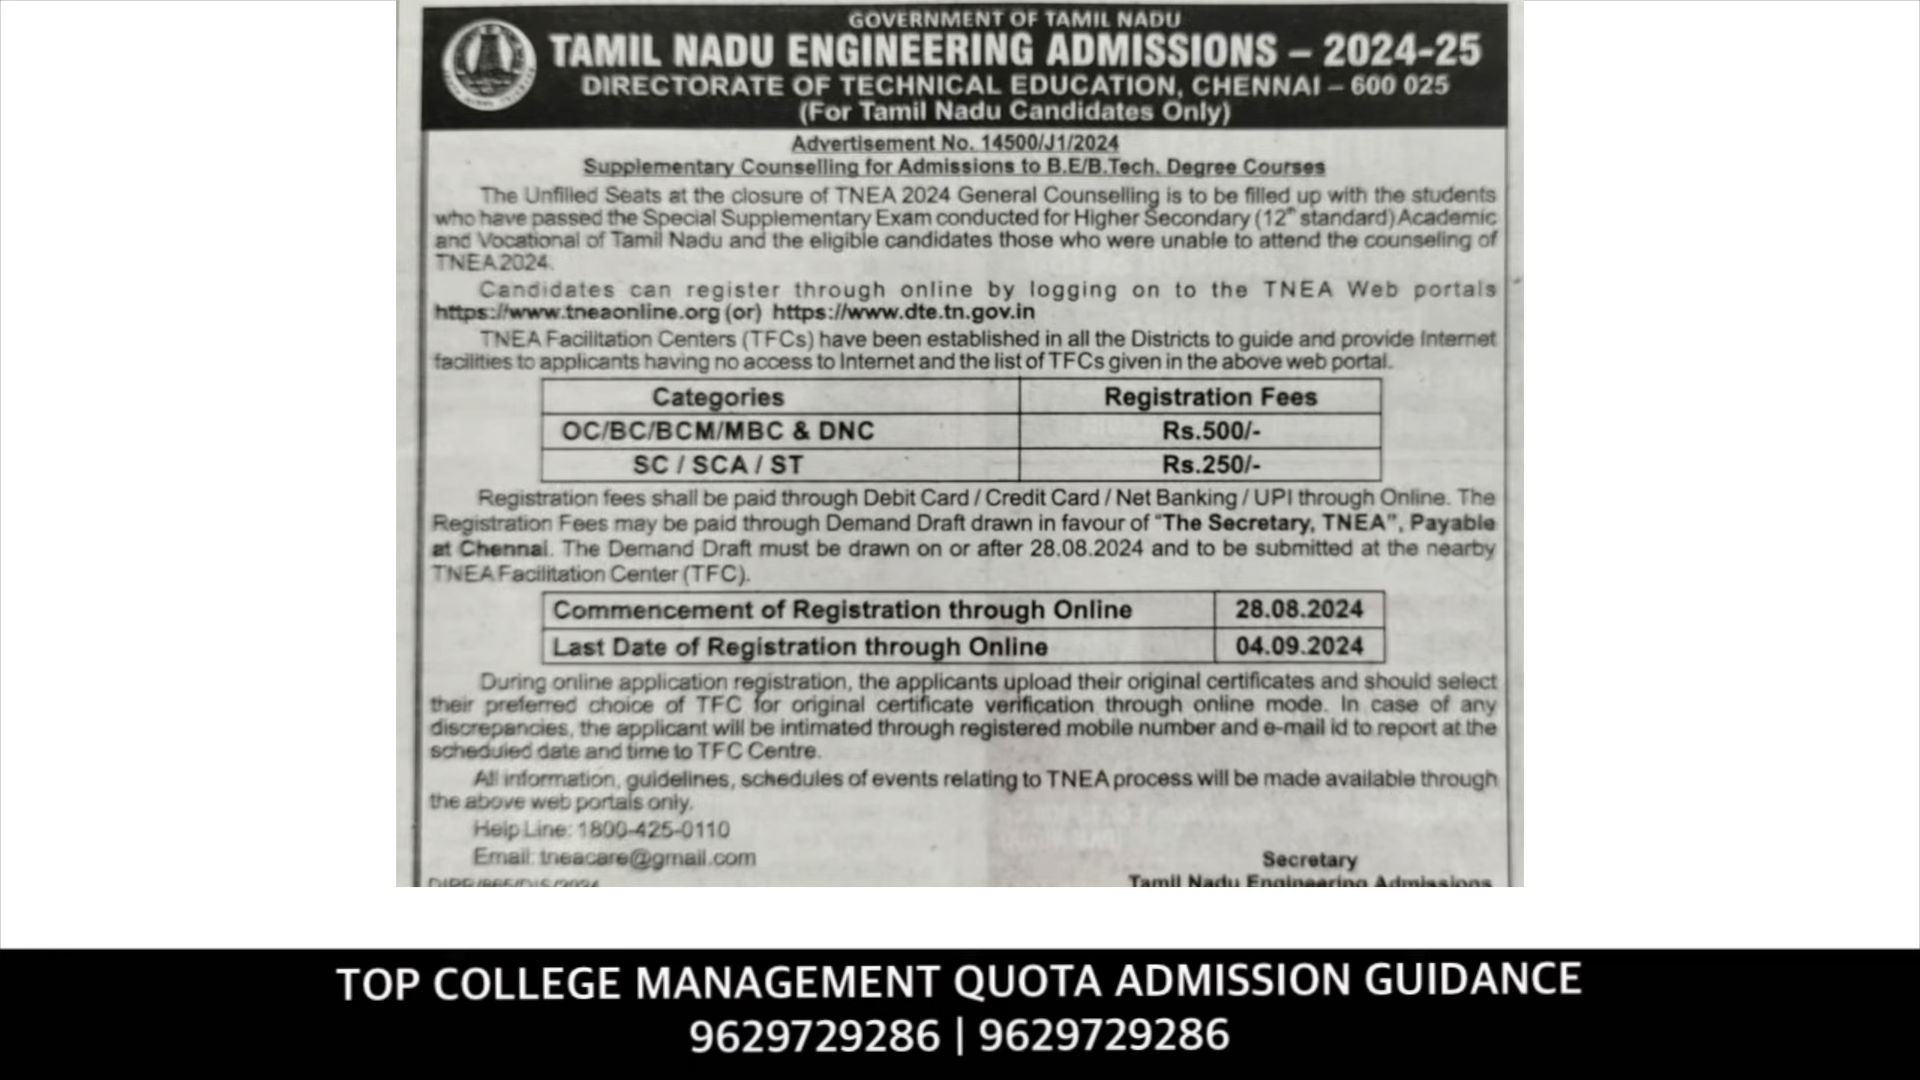 GOVERNMENT OF TAMIL NADU
TAMIL NADU ENGINEERING ADMISSIONS – 2024-25
DIRECTORATE OF TECHNICAL EDUCATION, CHENNAI – 600 025
(For Tamil Nadu Candidates Only)
Advertisement No. 14500/J1/2024
Supplementary Counselling for Admissions to B.E/B.Tech. Degree Courses
The Unfilled Seats at the closure of TNEA 2024 General Counselling is to be filled up with the students
who have passed the Special Supplementary Exam conducted for Higher Secondary (12th standard) Academic
and Vocational of Tamil Nadu and the eligible candidates those who were unable to attend the counseling of
TNEA 2024.
Candidates can register through online by logging on to the TNEA Web portals
https://www.tneaonline.org (or) https://www.dte.tn.gov.in
TNEA Facilitation Centers (TFCs) have been established in all the Districts to guide and provide Internet
facilities to applicants having no access to Internet and the list of TFCs given in the above web portal.
Categories Registration Fees
OC/BC/BCM/MBC & DNC Rs.500/-
SC / SCA / ST Rs.250/-
Registration fees shall be paid through Debit Card / Credit Card / Net Banking / UPI through Online. The
Registration Fees may be paid through Demand Draft drawn in favour of "The Secretary, TNEA", Payable
at Chennai. The Demand Draft must be drawn on or after 28.08.2024 and to be submitted at the nearby
TNEA Facilitation Center (TFC).
Commencement of Registration through Online 28.08.2024
Last Date of Registration through Online 04.09.2024
During online application registration, the applicants upload their original certificates and should select
their preferred choice of TFC for original certificate verification through online mode. In case of any
discrepancies, the applicant will be intimated through registered mobile number and e-mail id to report at the
scheduled date and time to TFC Centre.
All information, guidelines, schedules of events relating to TNEA process will be made available through
the above web portals only.
Help Line: 1800-425-0110
Email: tneacare@gmail.com
Secretary
Tamil Nadu Engineering Admissions
TOP COLLEGE MANAGEMENT QUOTA ADMISSION GUIDANCE
9629729286 | 9629729286